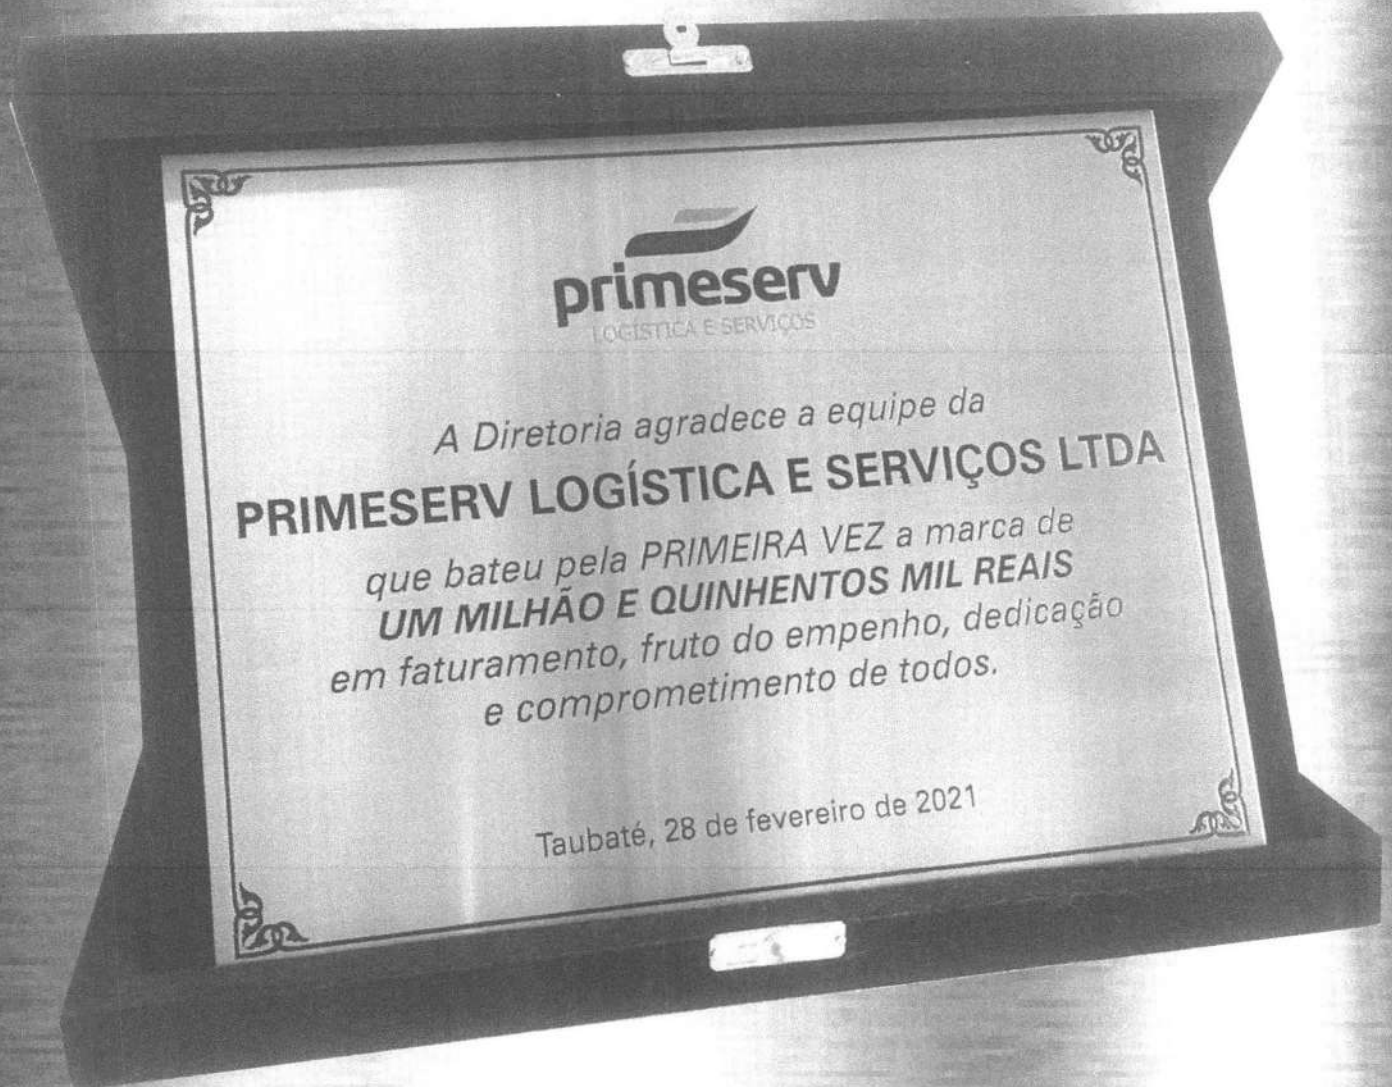 primeserv
LOGÍSTICA E SERVIÇOS
A Diretoria agradece a equipe da
PRIMESERV LOGÍSTICA E SERVIÇOS LTDA
que bateu pela PRIMEIRA VEZ a marca de
UM MILHÃO E QUINHENTOS MIL REAIS
em faturamento, fruto do empenho, dedicação
e comprometimento de todos.
Taubaté, 28 de fevereiro de 2021